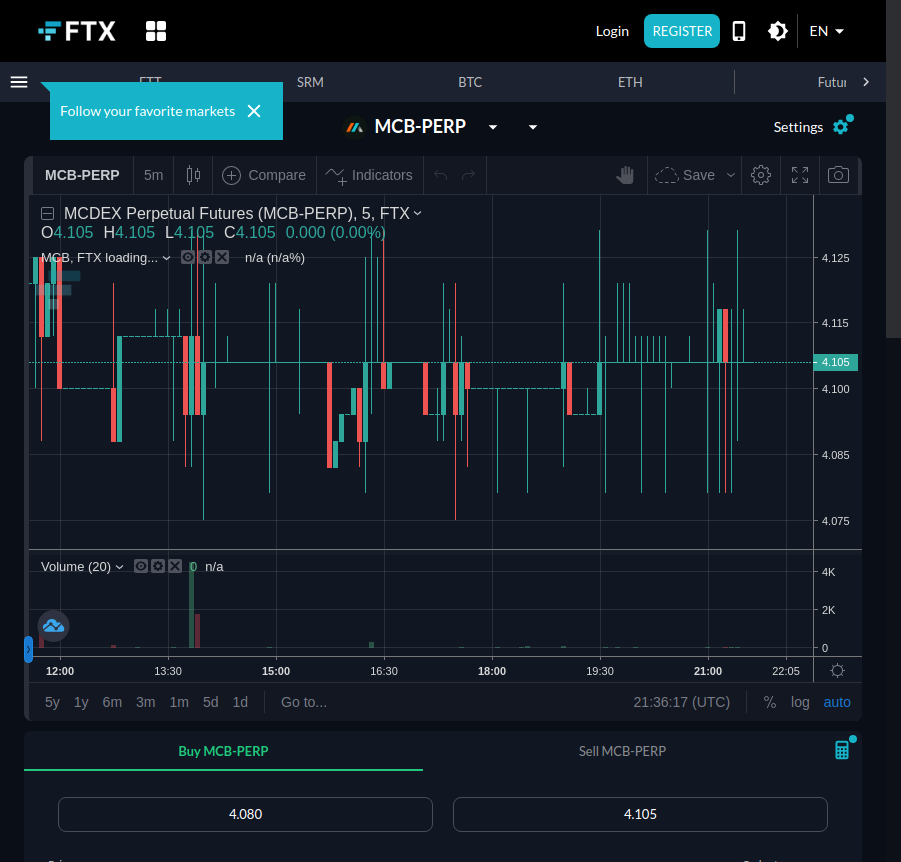 FTX
Login
REGISTER
EN
FTT
SRM
BTC
ETH
Futur
Follow your favorite markets
MCB-PERP
Settings
MCB-PERP
5m
Compare
Indicators
Save
MCDEX Perpetual Futures (MCB-PERP), 5, FTX
O4.105 H4.105 L4.105 C4.105 0.000 (0.00%)
MCB, FTX loading...
n/a (n/a%)
4.125
4.115
4.105
4.100
4.085
4.075
Volume (20)
0 n/a
4K
2K
0
12:00
13:30
15:00
16:30
18:00
19:30
21:00
22:05
5y
1y
6m
3m
1m
5d
1d
Go to...
21:36:17 (UTC)
%
log
auto
Buy MCB-PERP
Sell MCB-PERP
4.080
4.105